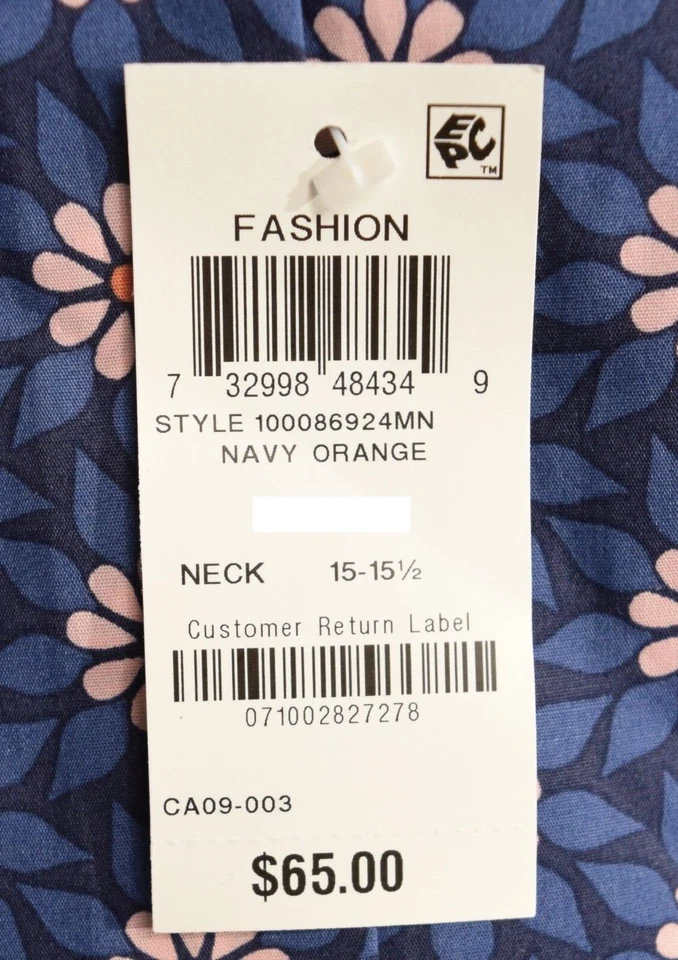 EPC
TM
FASHION
7 32998 48434 9
STYLE 100086924MN
NAVY ORANGE
NECK 15-15½
Customer Return Label
071002827278
CA09-003
$65.00